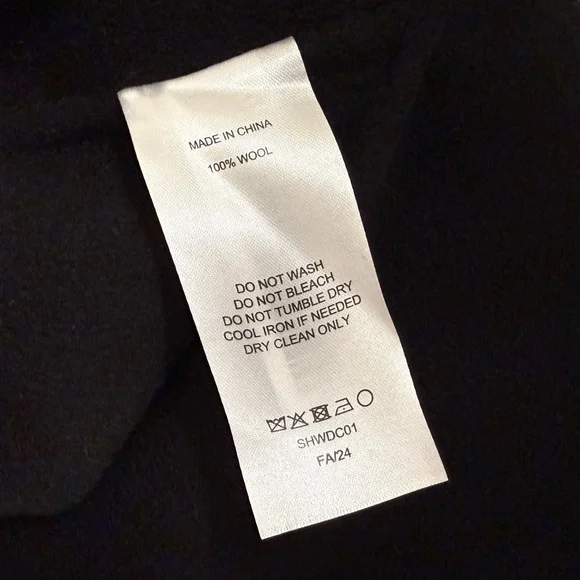 MADE IN CHINA
100% WOOL
DO NOT WASH
DO NOT BLEACH
DO NOT TUMBLE DRY
COOL IRON IF NEEDED
DRY CLEAN ONLY
SHWDC01
FA/24